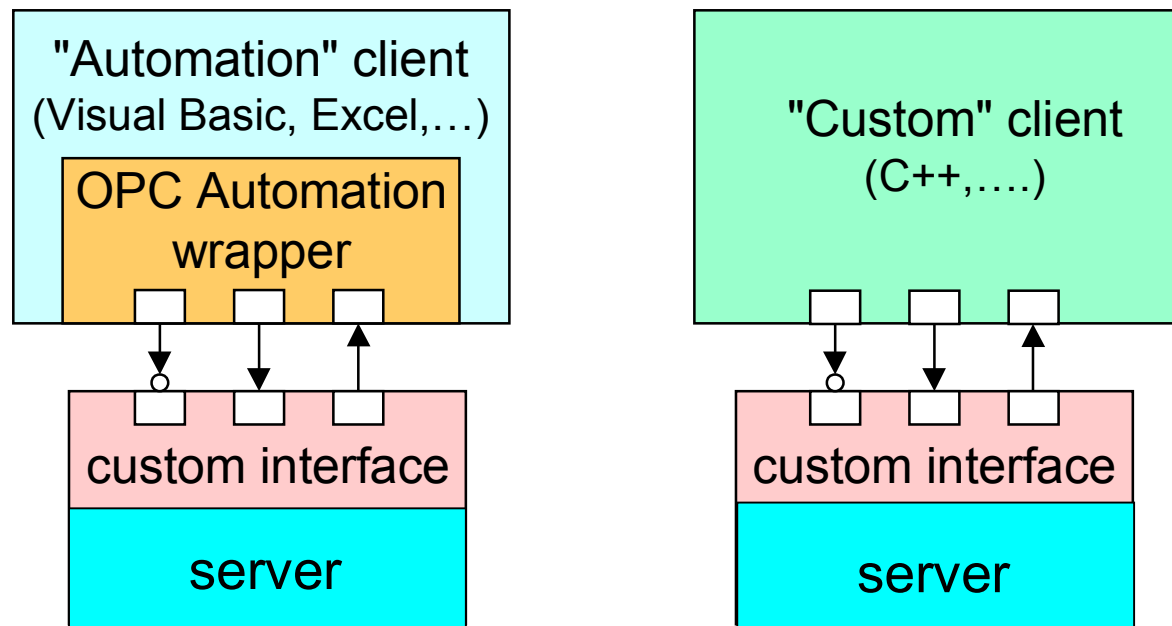 "Automation" client
(Visual Basic, Excel,…)
OPC Automation
wrapper
custom interface
server
"Custom" client
(C++,….)
custom interface
server